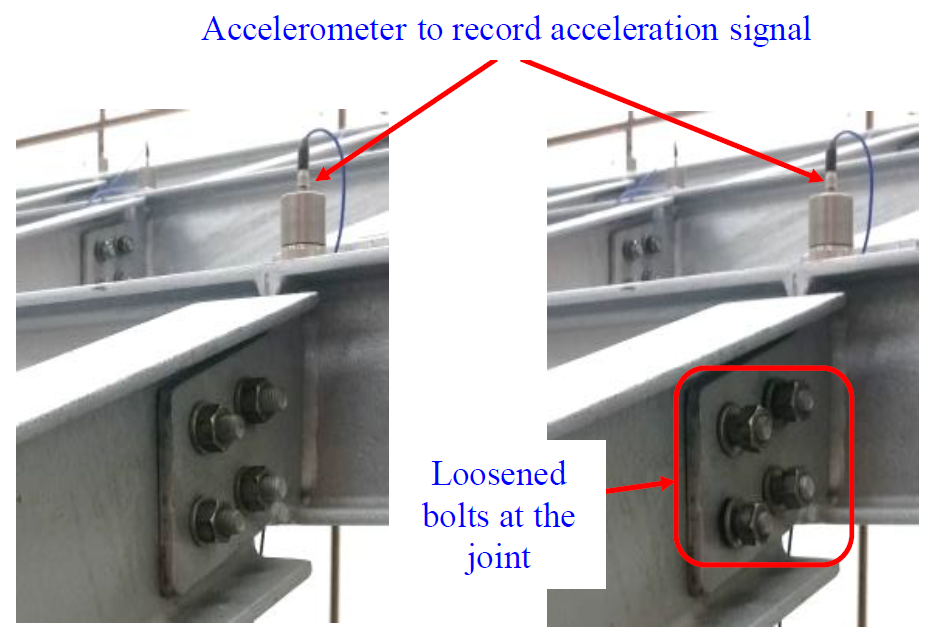 Accelerometer to record acceleration signal
Loosened
bolts at the
joint